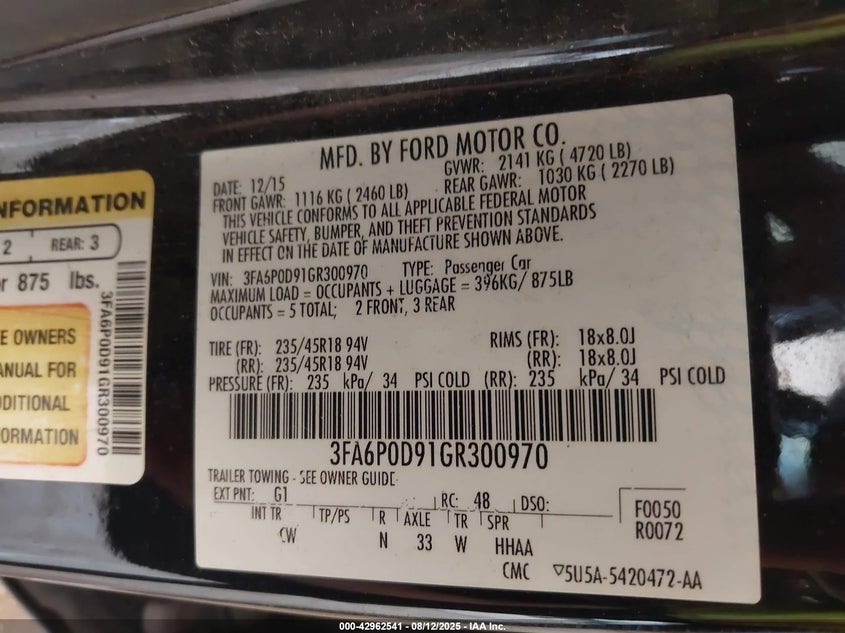 NFORMATION
2 REAR: 3
r 875 lbs.
3FA6P0D91GR300970
E OWNERS
ANUAL FOR
DDITIONAL
FORMATION
MFD. BY FORD MOTOR CO.
DATE: 12/15 GVWR: 2141 KG ( 4720 LB)
FRONT GAWR: 1116 KG ( 2460 LB) REAR GAWR: 1030 KG ( 2270 LB)
THIS VEHICLE CONFORMS TO ALL APPLICABLE FEDERAL MOTOR
VEHICLE SAFETY, BUMPER, AND THEFT PREVENTION STANDARDS
IN EFFECT ON THE DATE OF MANUFACTURE SHOWN ABOVE.
VIN: 3FA6P0D91GR300970 TYPE: Passenger Car
MAXIMUM LOAD = OCCUPANTS + LUGGAGE = 396KG/ 875LB
OCCUPANTS = 5 TOTAL; 2 FRONT, 3 REAR
TIRE (FR): 235/45R18 94V RIMS (FR): 18x8.0J
(RR): 235/45R18 94V (RR): 18x8.0J
PRESSURE (FR): 235 kPa/ 34 PSI COLD (RR): 235 kPa/ 34 PSI COLD
3FA6P0D91GR300970
TRAILER TOWING - SEE OWNER GUIDE
EXT PNT: G1 RC: 48 DSO: F0050
INT TR TP/PS R AXLE TR SPR R0072
CW N 33 W HHAA
CMC ▽5U5A-5420472-AA
000-42962541 - 08/12/2025 - IAA Inc.